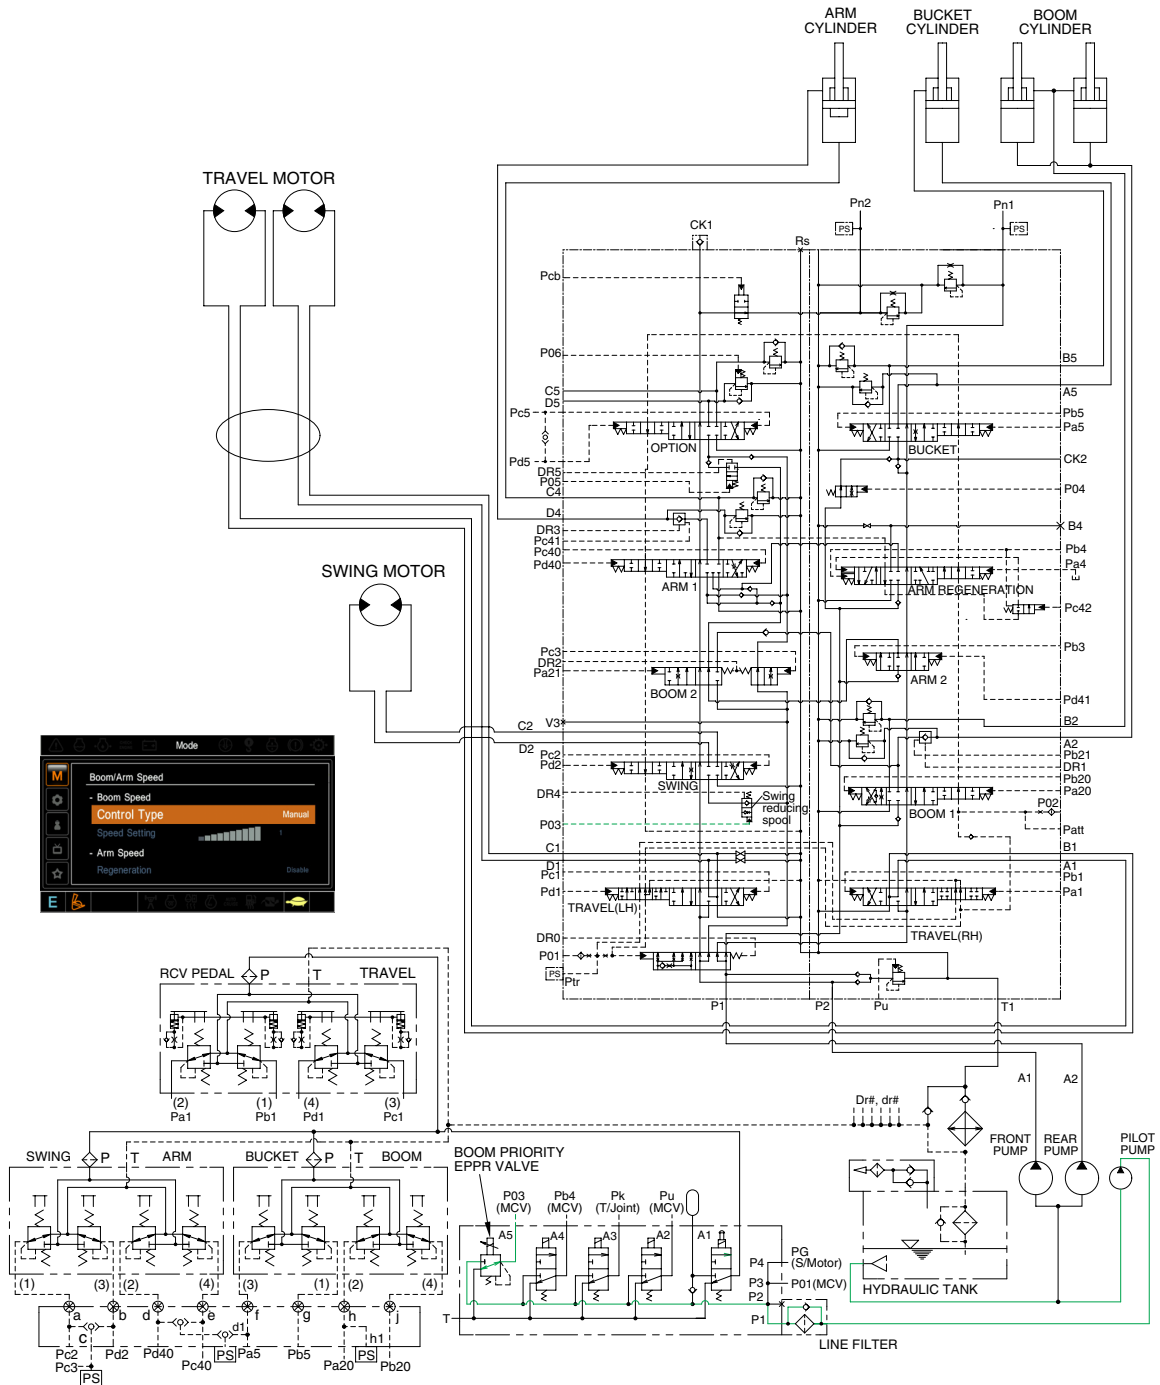 ARM
CYLINDER
BUCKET
CYLINDER
BOOM
CYLINDER
TRAVEL MOTOR
Pn2
Pn1
CK1
PS
PS
Rs
Pcb
P06
B5
C5
D5
A5
Pc5
Pb5
Pa5
OPTION
BUCKET
Pd5
CK2
DR5
P05
C4
P04
D4
B4
DR3
Pc41
Pc40
Pd40
Pb4
Pa4
ARM 1
ARM REGENERATION
Pc42
SWING MOTOR
Pc3
DR2
Pa21
Pb3
BOOM 2
ARM 2
Pd41
V3
C2
B2
D2
A2
Pc2
Pd2
Pb21
DR1
Pb20
Pa20
SWING
DR4
Swing
reducing
spool
BOOM 1
P02
P03
Patt
C1
B1
D1
A1
Pc1
Pb1
Pd1
Pa1
TRAVEL(LH)
TRAVEL(RH)
DR0
P01
PS
Ptr
P1
P2
Pu
T1
Mode
M
Boom/Arm Speed
- Boom Speed
Control Type
Manual
Speed Setting
1
- Arm Speed
Regeneration
Disable
E
RCV PEDAL
P
T
TRAVEL
(2)
(1)
(4)
(3)
Pa1
Pb1
Pd1
Pc1
Dr#, dr#
A1
A2
FRONT
PUMP
REAR
PUMP
PILOT
PUMP
HYDRAULIC TANK
SWING
P
T
ARM
BUCKET
P
T
BOOM
(1)
(3)
(2)
(4)
(3)
(1)
(2)
(4)
a
b
d
e
f
g
h
j
c
d1
h1
Pc2
Pd2
Pd40
PS
Pa5
Pb5
PS
Pc3
Pc40
Pa20
Pb20
PS
BOOM PRIORITY
EPPR VALVE
P03
(MCV)
Pb4
(MCV)
Pk
(T/Joint)
Pu
(MCV)
A5
A4
A3
A2
A1
P4
PG
(S/Motor)
P3
P01(MCV)
P2
T
P1
LINE FILTER